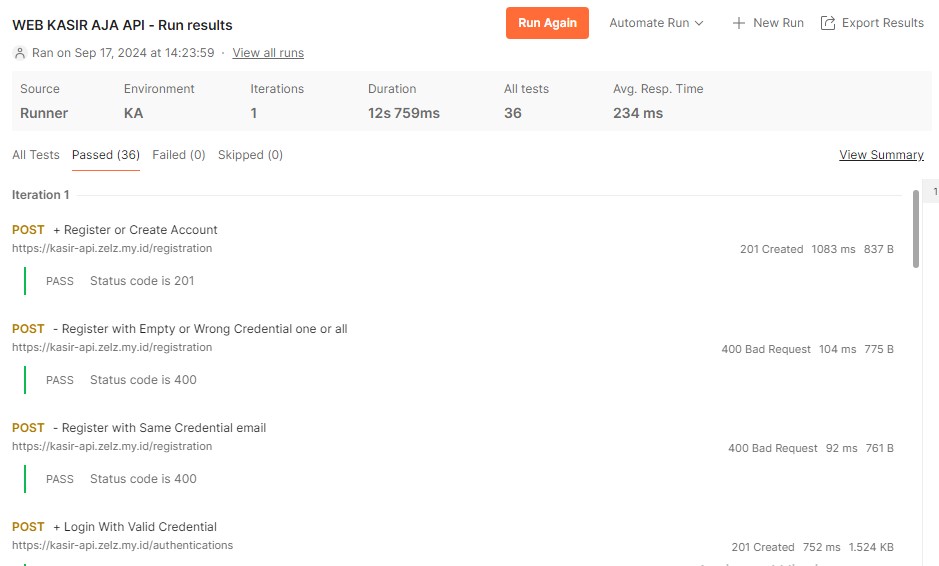 WEB KASIR AJA API - Run results
Run Again
Automate Run
New Run
Export Results
Ran on Sep 17, 2024 at 14:23:59 · View all runs
Source Environment Iterations Duration All tests Avg. Resp. Time
Runner KA 1 12s 759ms 36 234 ms
All Tests Passed (36) Failed (0) Skipped (0) View Summary
Iteration 1
1
POST + Register or Create Account
https://kasir-api.zelz.my.id/registration
201 Created 1083 ms 837 B
PASS Status code is 201
POST - Register with Empty or Wrong Credential one or all
https://kasir-api.zelz.my.id/registration
400 Bad Request 104 ms 775 B
PASS Status code is 400
POST - Register with Same Credential email
https://kasir-api.zelz.my.id/registration
400 Bad Request 92 ms 761 B
PASS Status code is 400
POST + Login With Valid Credential
https://kasir-api.zelz.my.id/authentications
201 Created 752 ms 1.524 KB